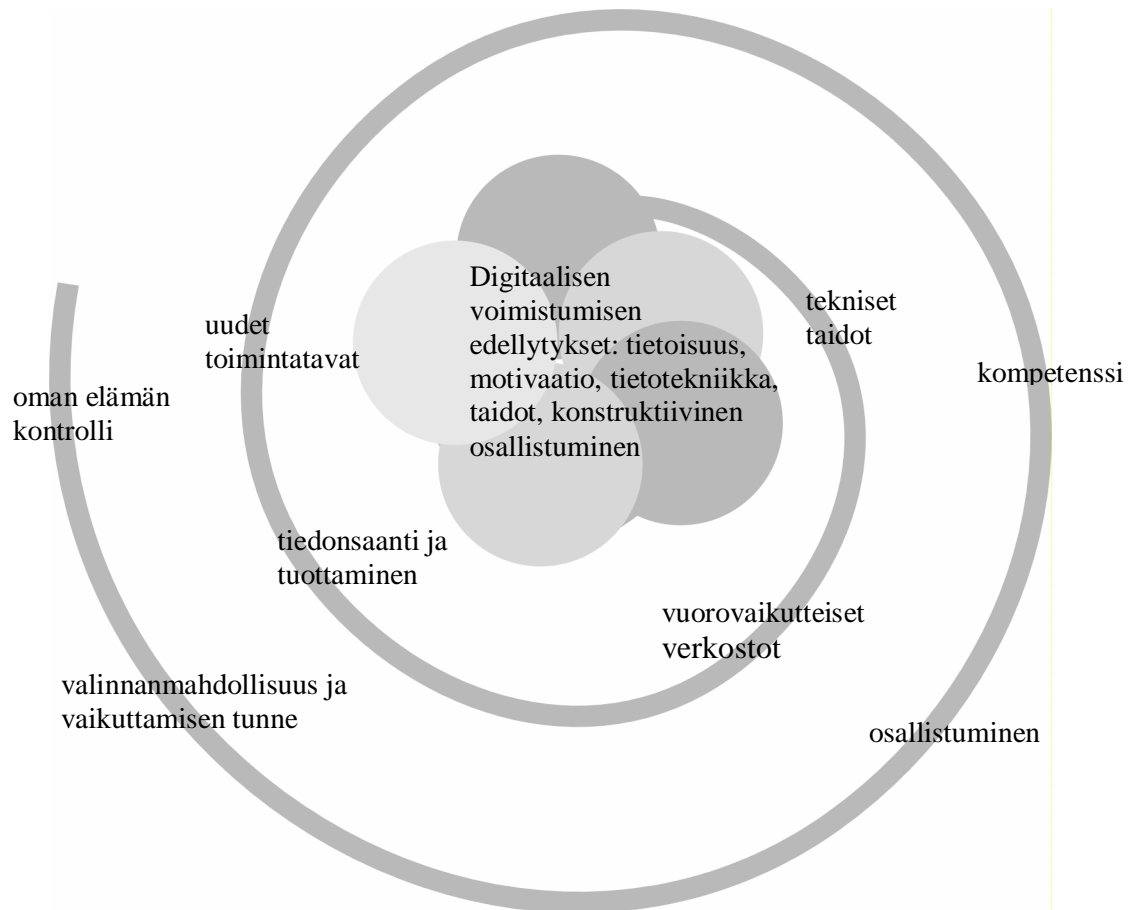 Digitaalisen
voimistumisen
edellytykset: tietoisuus,
motivaatio, tietotekniikka,
taidot, konstruktiivinen
osallistuminen
tekniset
taidot
vuorovaikutteiset
verkostot
tiedonsaanti ja
tuottaminen
uudet
toimintatavat
kompetenssi
osallistuminen
valinnanmahdollisuus ja
vaikuttamisen tunne
oman elämän
kontrolli